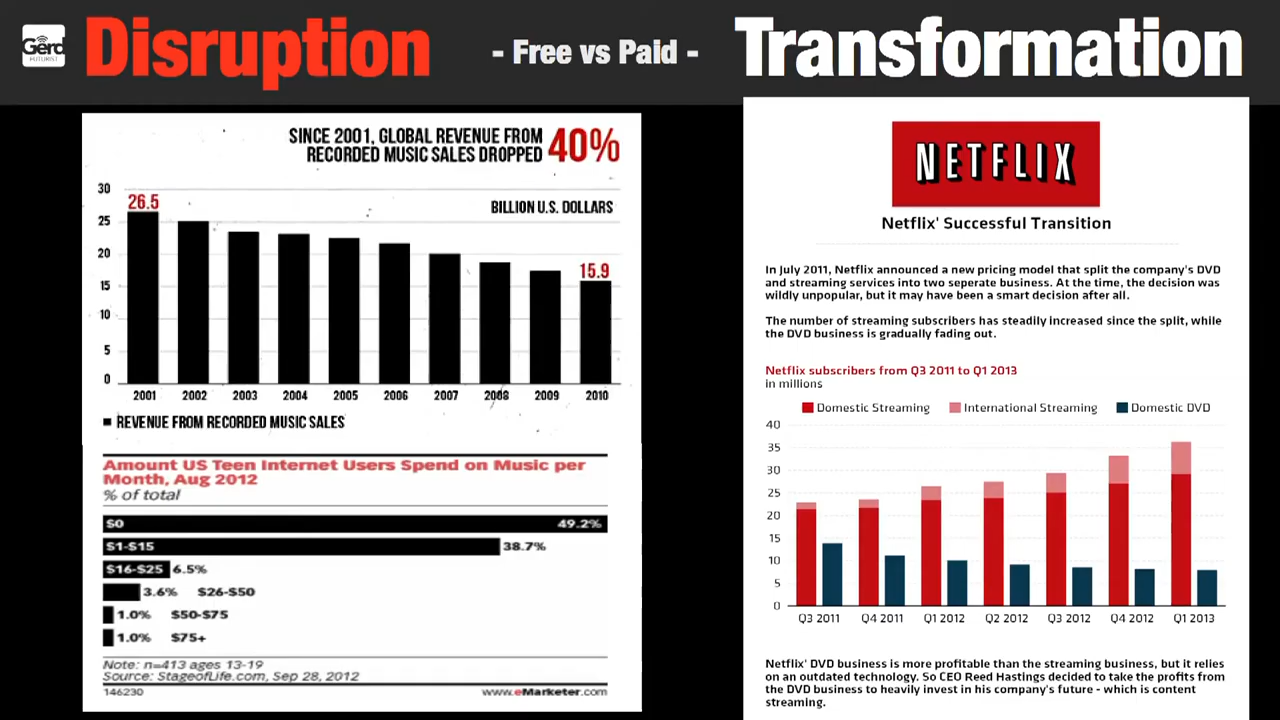 Gerd
FUTURIST
Disruption
- Free vs Paid -
Transformation
SINCE 2001, GLOBAL REVENUE FROM
RECORDED MUSIC SALES DROPPED 40%
30
26.5
BILLION U.S. DOLLARS
25
20
15.9
15
10
5
0
2001 2002 2003 2004 2005 2006 2007 2008 2009 2010
REVENUE FROM RECORDED MUSIC SALES
Amount US Teen Internet Users Spend on Music per
Month, Aug 2012
% of total
$0 49.2%
$1-$15 38.7%
$16-$25 6.5%
3.6% $26-$50
1.0% $50-$75
1.0% $75+
Note: n=413 ages 13-19
Source: StageofLife.com, Sep 28, 2012
146230 www.eMarketer.com
NETFLIX
Netflix' Successful Transition
In July 2011, Netflix announced a new pricing model that split the company's DVD
and streaming services into two seperate business. At the time, the decision was
wildly unpopular, but it may have been a smart decision after all.
The number of streaming subscribers has steadily increased since the split, while
the DVD business is gradually fading out.
Netflix subscribers from Q3 2011 to Q1 2013
in millions
Domestic Streaming International Streaming Domestic DVD
40
35
30
25
20
15
10
5
0
Q3 2011 Q4 2011 Q1 2012 Q2 2012 Q3 2012 Q4 2012 Q1 2013
Netflix' DVD business is more profitable than the streaming business, but it relies
on an outdated technology. So CEO Reed Hastings decided to take the profits from
the DVD business to heavily invest in his company's future - which is content
streaming.